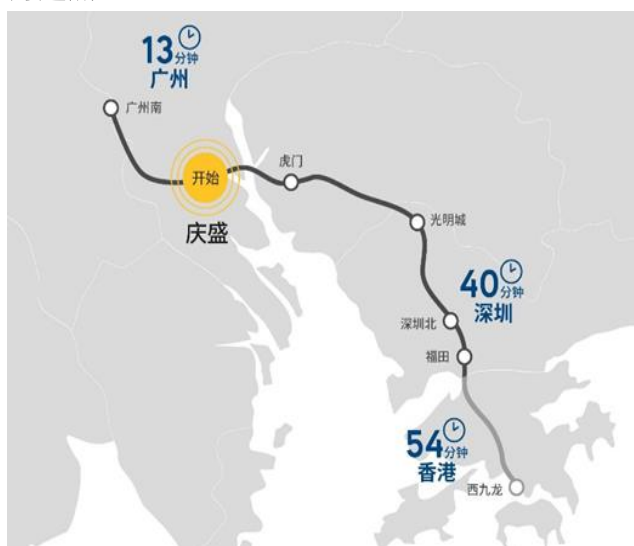 13分钟
广州
广州南
开始
庆盛
虎门
光明城
40分钟
深圳
深圳北
福田
54分钟
香港
西九龙